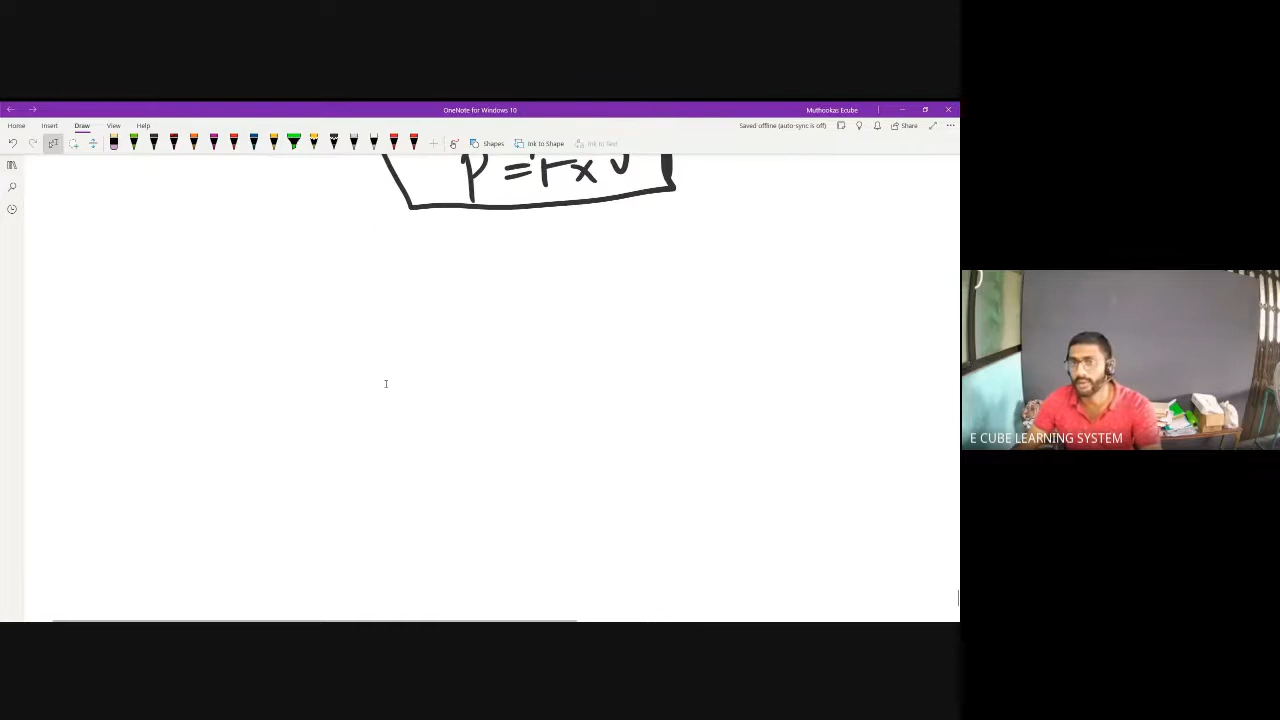 OneNote for Windows 10
Muthookas Ecube
Home Insert Draw View Help
Saved offline (auto-sync is off)
Share
Shapes
Ink to Shape
Ink to Text
P = F x v
E CUBE LEARNING SYSTEM